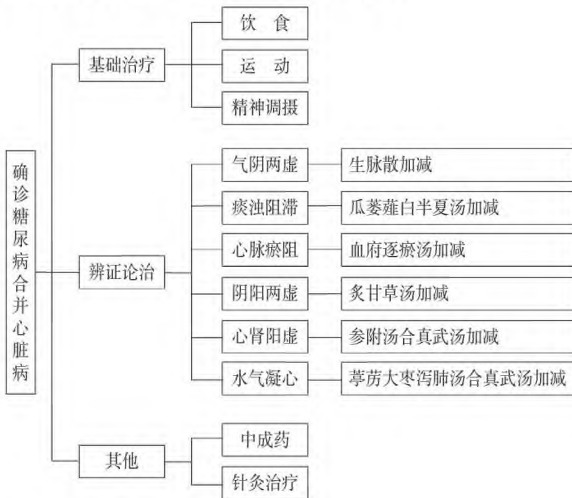 确诊糖尿病合并心脏病
基础治疗
饮食
运动
精神调摄
辨证论治
气阴两虚
生脉散加减
痰浊阻滞
瓜蒌薤白半夏汤加减
心脉瘀阻
血府逐瘀汤加减
阴阳两虚
炙甘草汤加减
心肾阳虚
参附汤合真武汤加减
水气凝心
葶苈大枣泻肺汤合真武汤加减
其他
中成药
针灸治疗